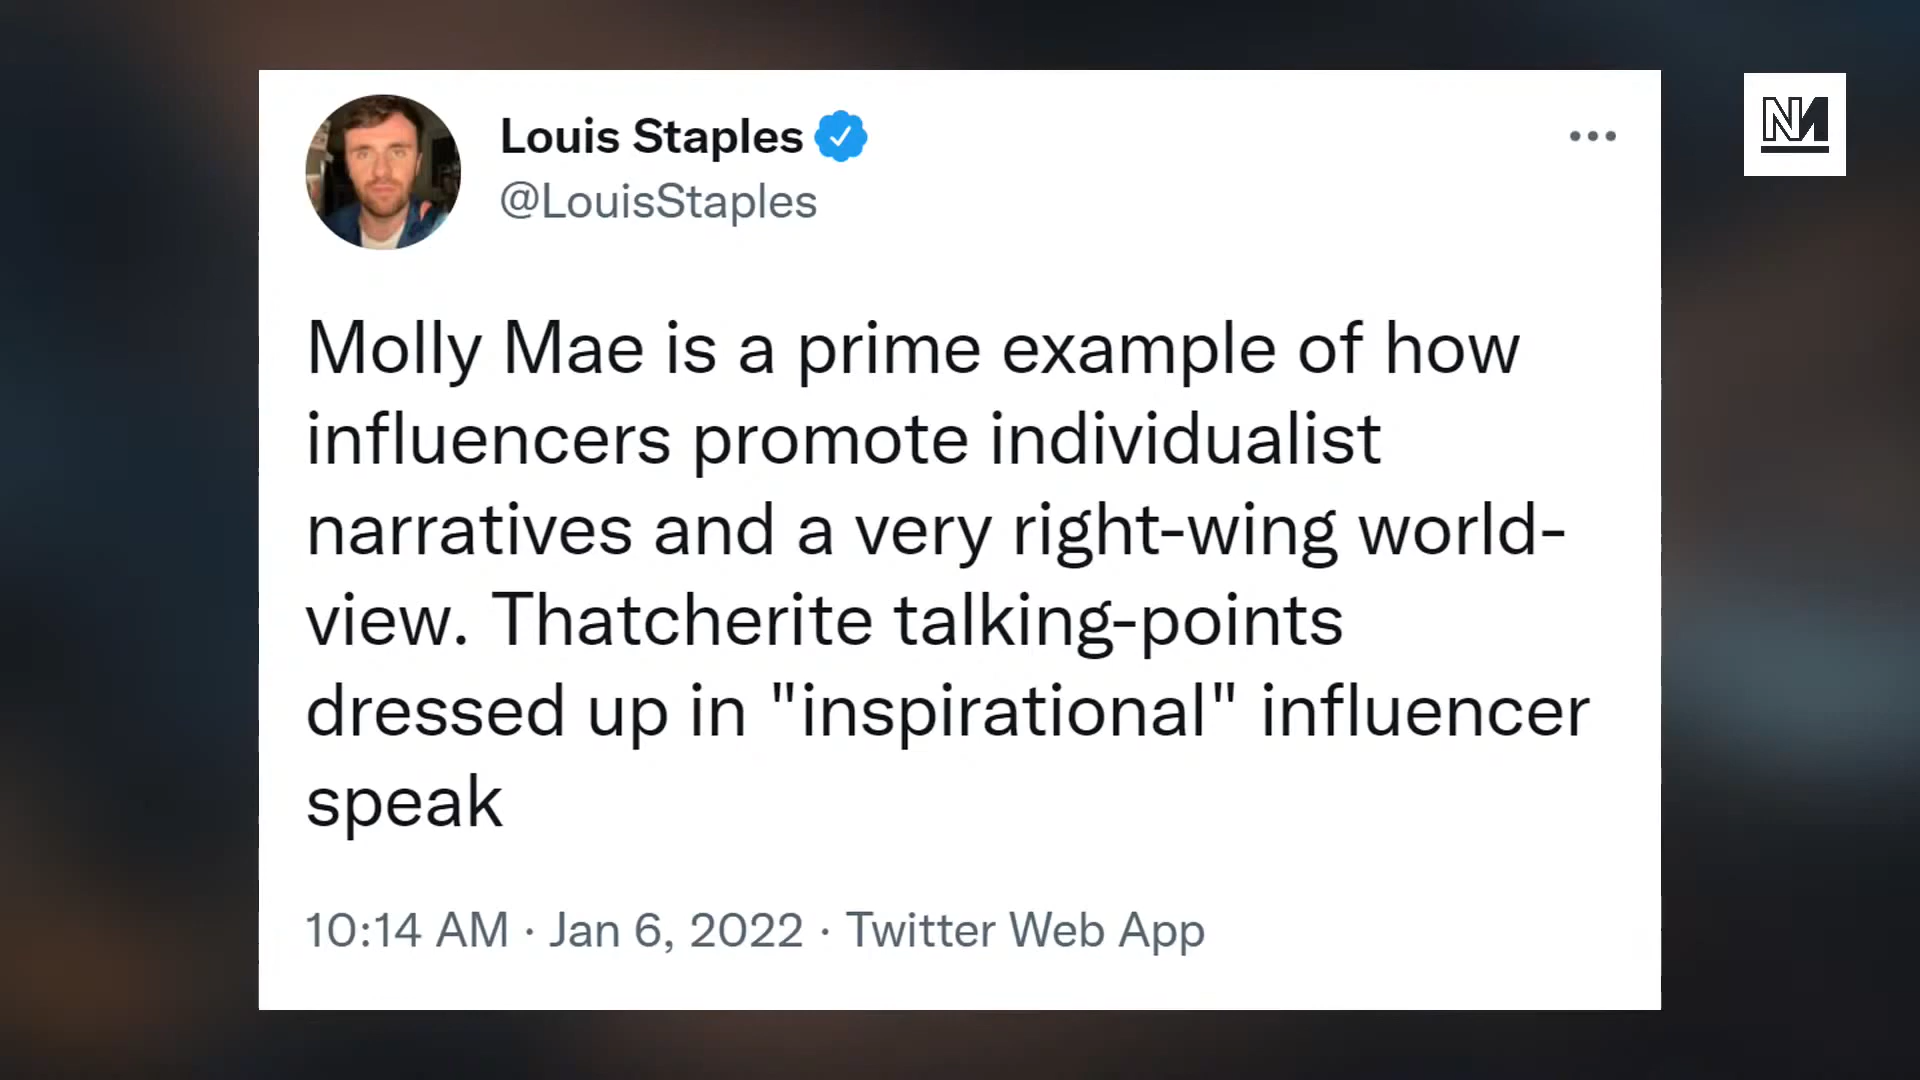 Louis Staples
@LouisStaples
NM
Molly Mae is a prime example of how
influencers promote individualist
narratives and a very right-wing world-
view. Thatcherite talking-points
dressed up in "inspirational" influencer
speak
10:14 AM · Jan 6, 2022 · Twitter Web App